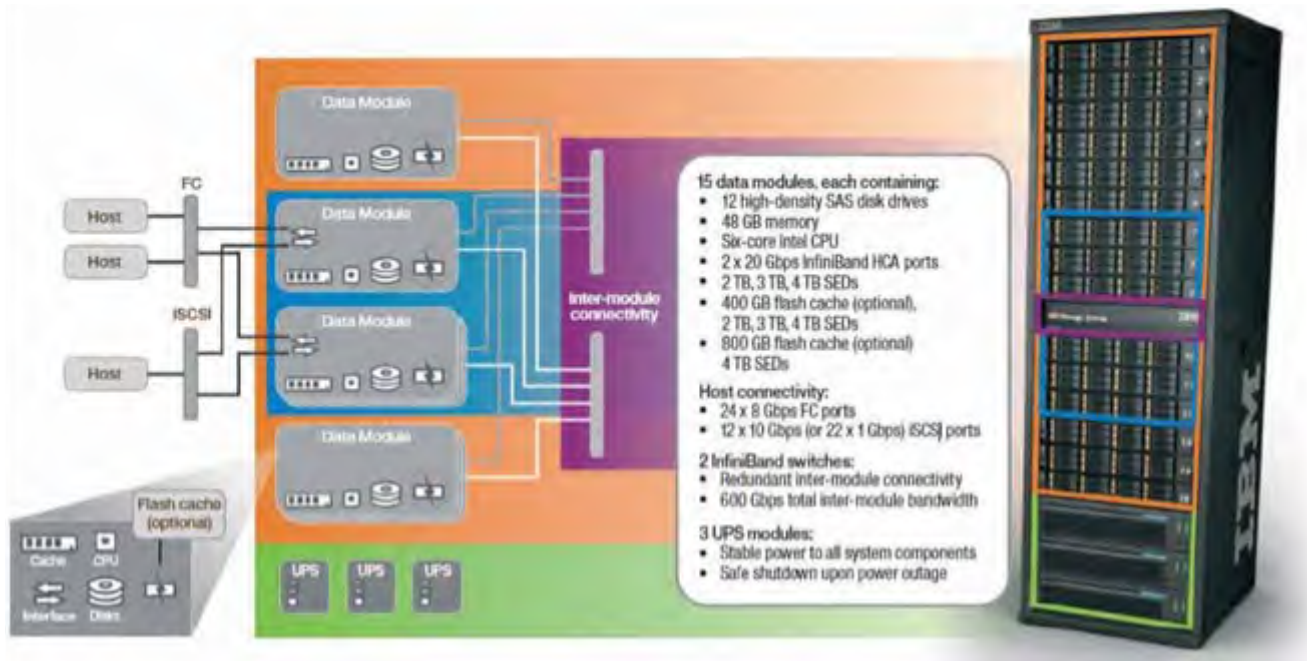 FC
Host
Host
iSCSI
Host
Data Module
Data Module
Data Module
Data Module
Inter-module
connectivity
15 data modules, each containing:
• 12 high-density SAS disk drives
• 48 GB memory
• Six-core Intel CPU
• 2 x 20 Gbps InfiniBand HCA ports
• 2 TB, 3 TB, 4 TB SEDs
• 400 GB flash cache (optional),
2 TB, 3 TB, 4 TB SEDs
• 800 GB flash cache (optional)
4 TB SEDs
Host connectivity:
• 24 x 8 Gbps FC ports
• 12 x 10 Gbps (or 22 x 1 Gbps) iSCSI ports
2 InfiniBand switches:
• Redundant inter-module connectivity
• 600 Gbps total inter-module bandwidth
3 UPS modules:
• Stable power to all system components
• Safe shutdown upon power outage
Flash cache
(optional)
Cache CPU
Interface Disks
UPS UPS UPS
IBM
IBM
IBM